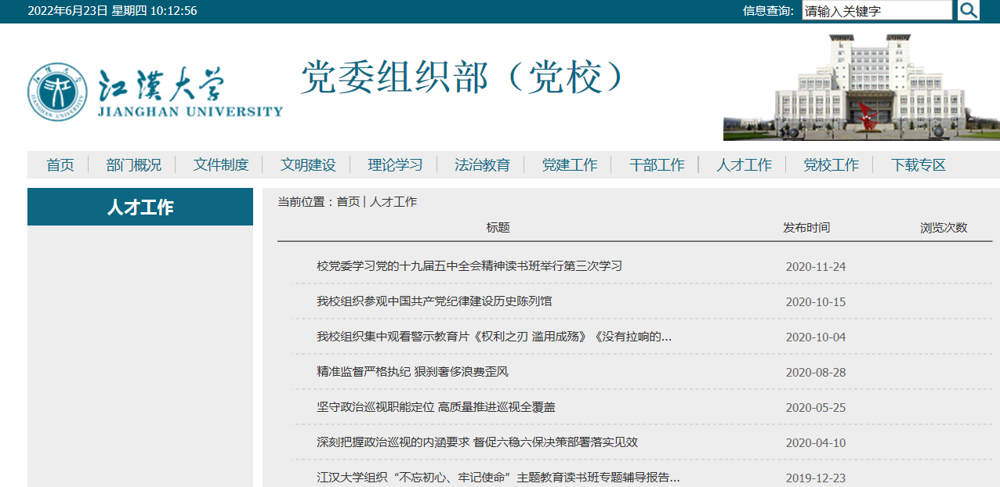 2022年6月23日 星期四 10:12:56 信息查询: 请输入关键字
江漢大学
JIANGHAN UNIVERSITY
党委组织部（党校）
首页 部门概况 文件制度 文明建设 理论学习 法治教育 党建工作 干部工作 人才工作 党校工作 下载专区
人才工作
当前位置：首页 | 人才工作
标题 发布时间 浏览次数
校党委学习党的十九届五中全会精神读书班举行第三次学习 2020-11-24
我校组织参观中国共产党纪律建设历史陈列馆 2020-10-15
我校组织集中观看警示教育片《权利之刃 滥用成殇》《没有拉响的... 2020-10-04
精准监督严格执纪 狠刹奢侈浪费歪风 2020-08-28
坚守政治巡视职能定位 高质量推进巡视全覆盖 2020-05-25
深刻把握政治巡视的内涵要求 督促六稳六保决策部署落实见效 2020-04-10
江汉大学组织“不忘初心、牢记使命”主题教育读书班专题辅导报告... 2019-12-23